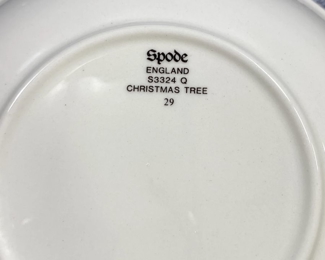 Spode
ENGLAND
S3324 Q
CHRISTMAS TREE
29